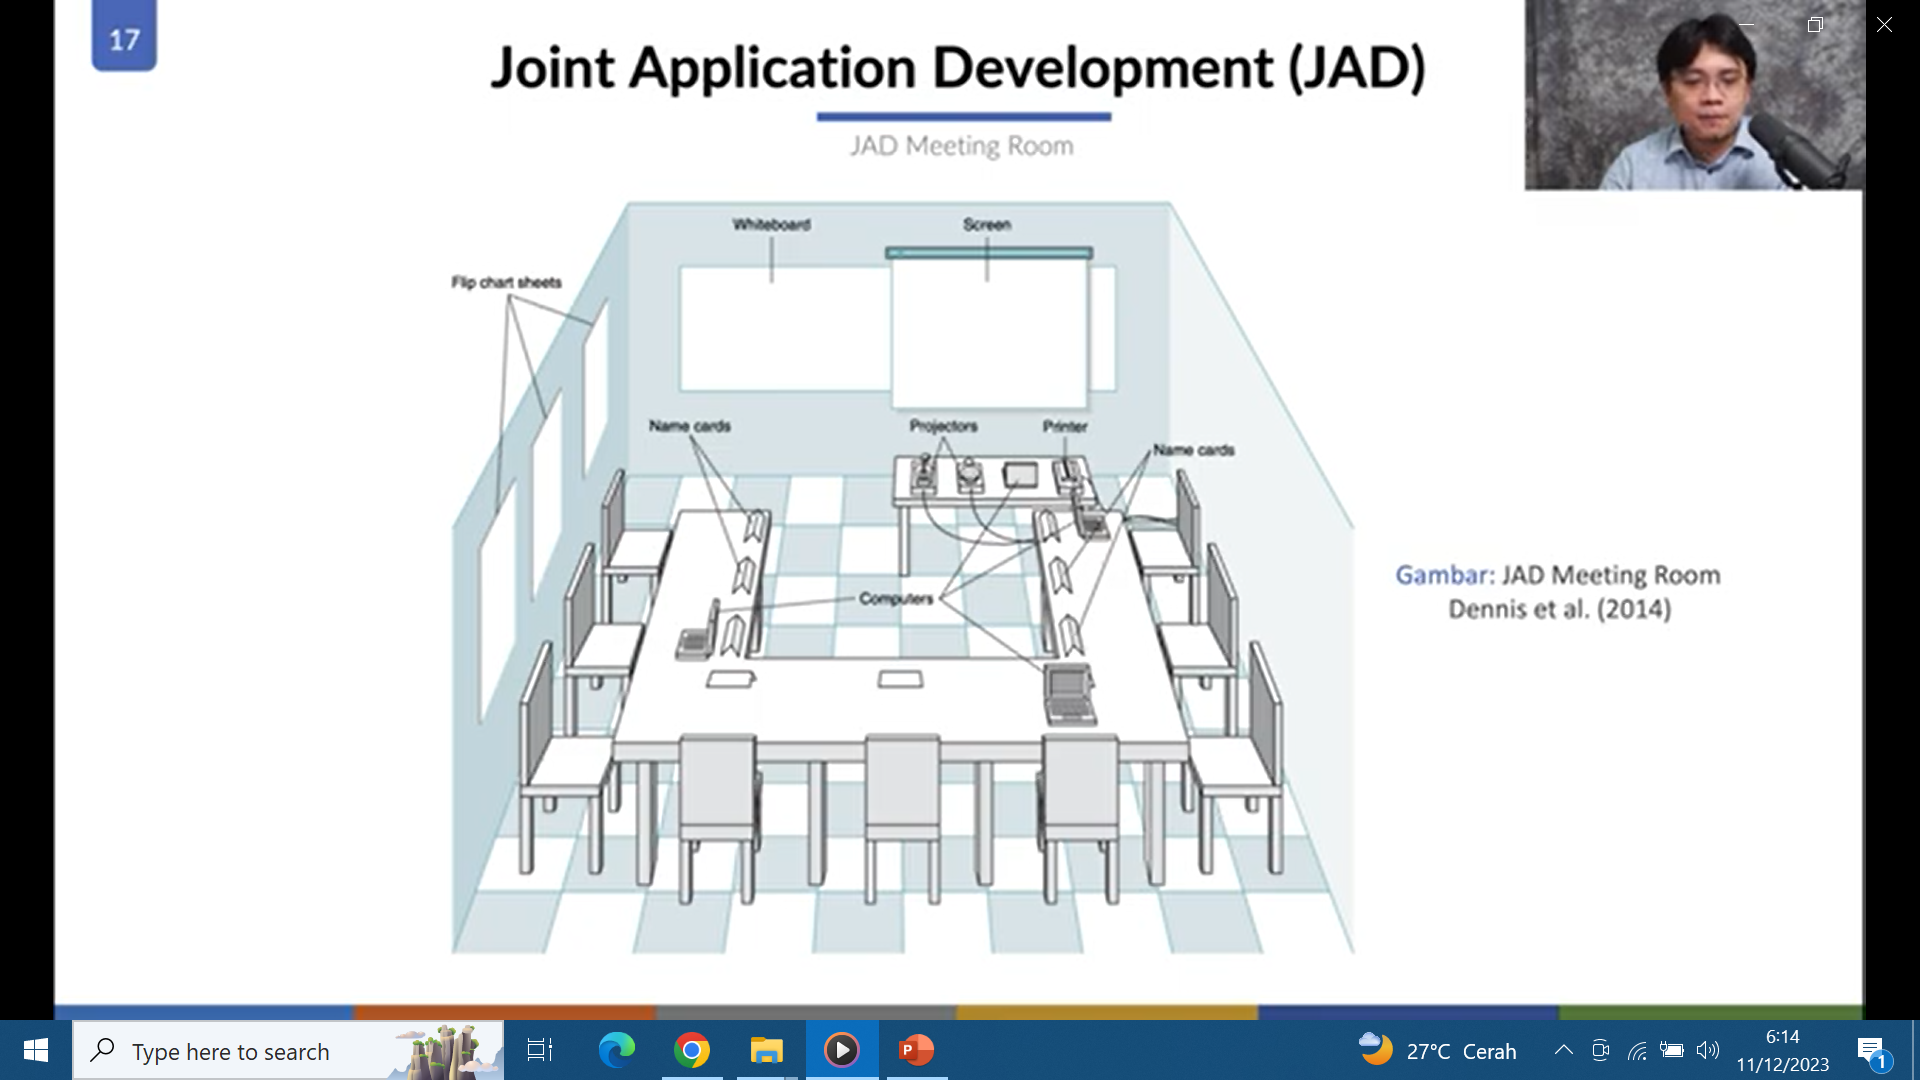 17
Joint Application Development (JAD)
JAD Meeting Room
Whiteboard
Screen
Flip chart sheets
Name cards
Projectors
Printer
Name cards
Computers
Gambar: JAD Meeting Room
Dennis et al. (2014)
Type here to search
27°C Cerah
6:14
11/12/2023
1